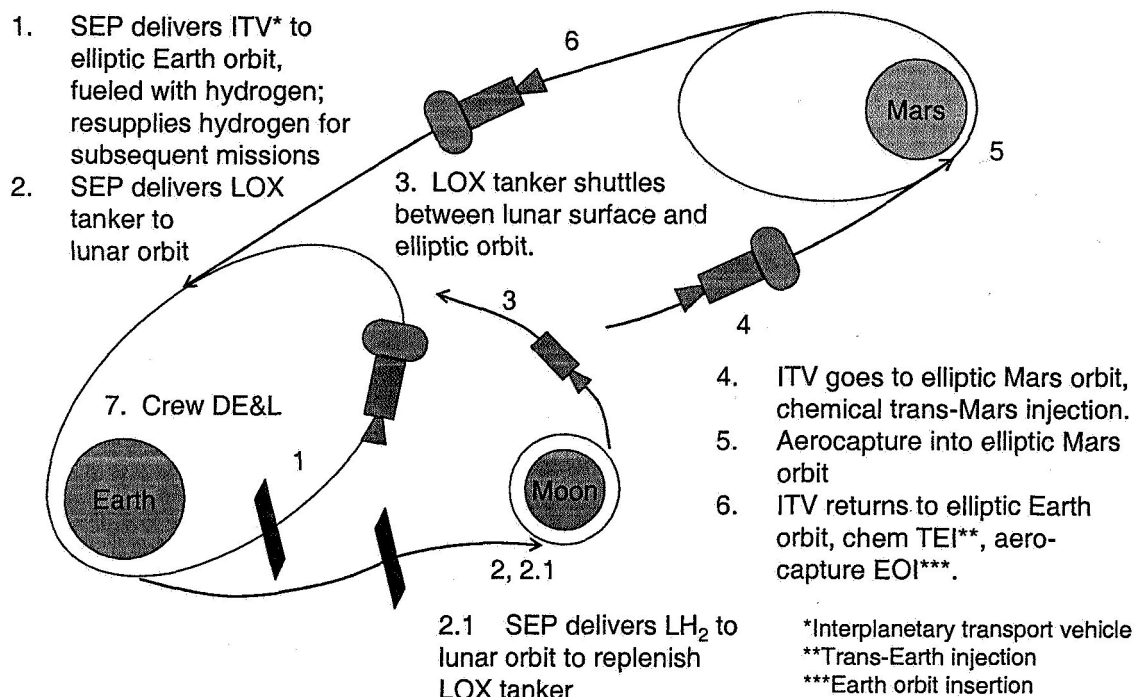 1. SEP delivers ITV* to
elliptic Earth orbit,
fueled with hydrogen;
resupplies hydrogen for
subsequent missions
2. SEP delivers LOX
tanker to
lunar orbit
6
3. LOX tanker shuttles
between lunar surface and
elliptic orbit.
Mars
5
3
4
7. Crew DE&L
1
Earth
Moon
2, 2.1
2.1 SEP delivers LH₂ to
lunar orbit to replenish
LOX tanker
4. ITV goes to elliptic Mars orbit,
chemical trans-Mars injection.
5. Aerocapture into elliptic Mars
orbit
6. ITV returns to elliptic Earth
orbit, chem TEI**, aero-
capture EOI***.
*Interplanetary transport vehicle
**Trans-Earth injection
***Earth orbit insertion